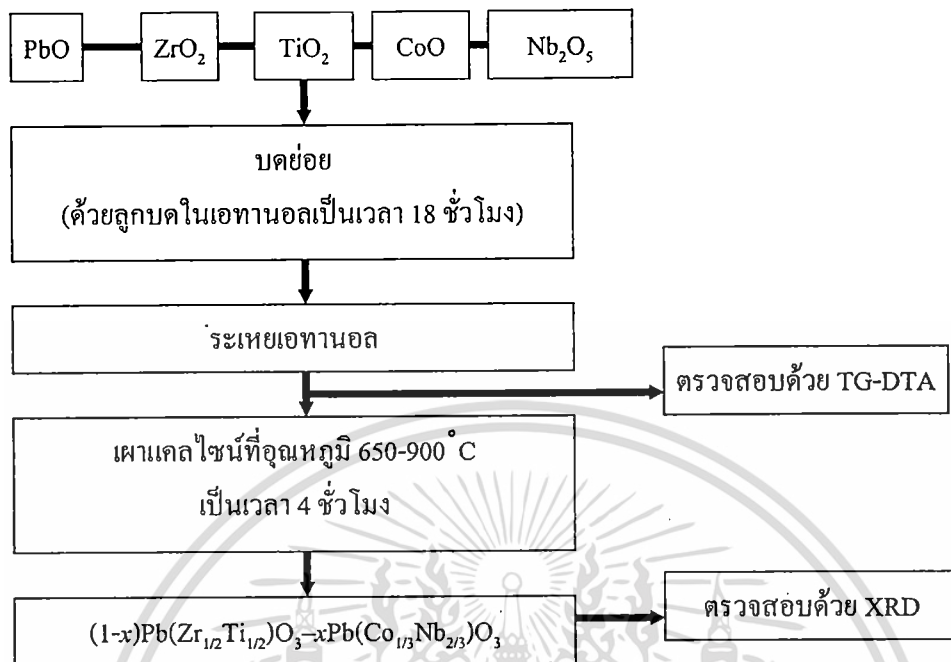 PbO ZrO₂ TiO₂ CoO Nb₂O₅
บดย่อย
(ด้วยลูกบดในเอทานอลเป็นเวลา 18 ชั่วโมง)
ระเหยเอทานอล
ตรวจสอบด้วย TG-DTA
เผาแคลไซน์ที่อุณหภูมิ 650-900 °C
เป็นเวลา 4 ชั่วโมง
(1-x)Pb(Zr₁/₂Ti₁/₂)O₃–xPb(Co₁/₃Nb₂/₃)O₃
ตรวจสอบด้วย XRD